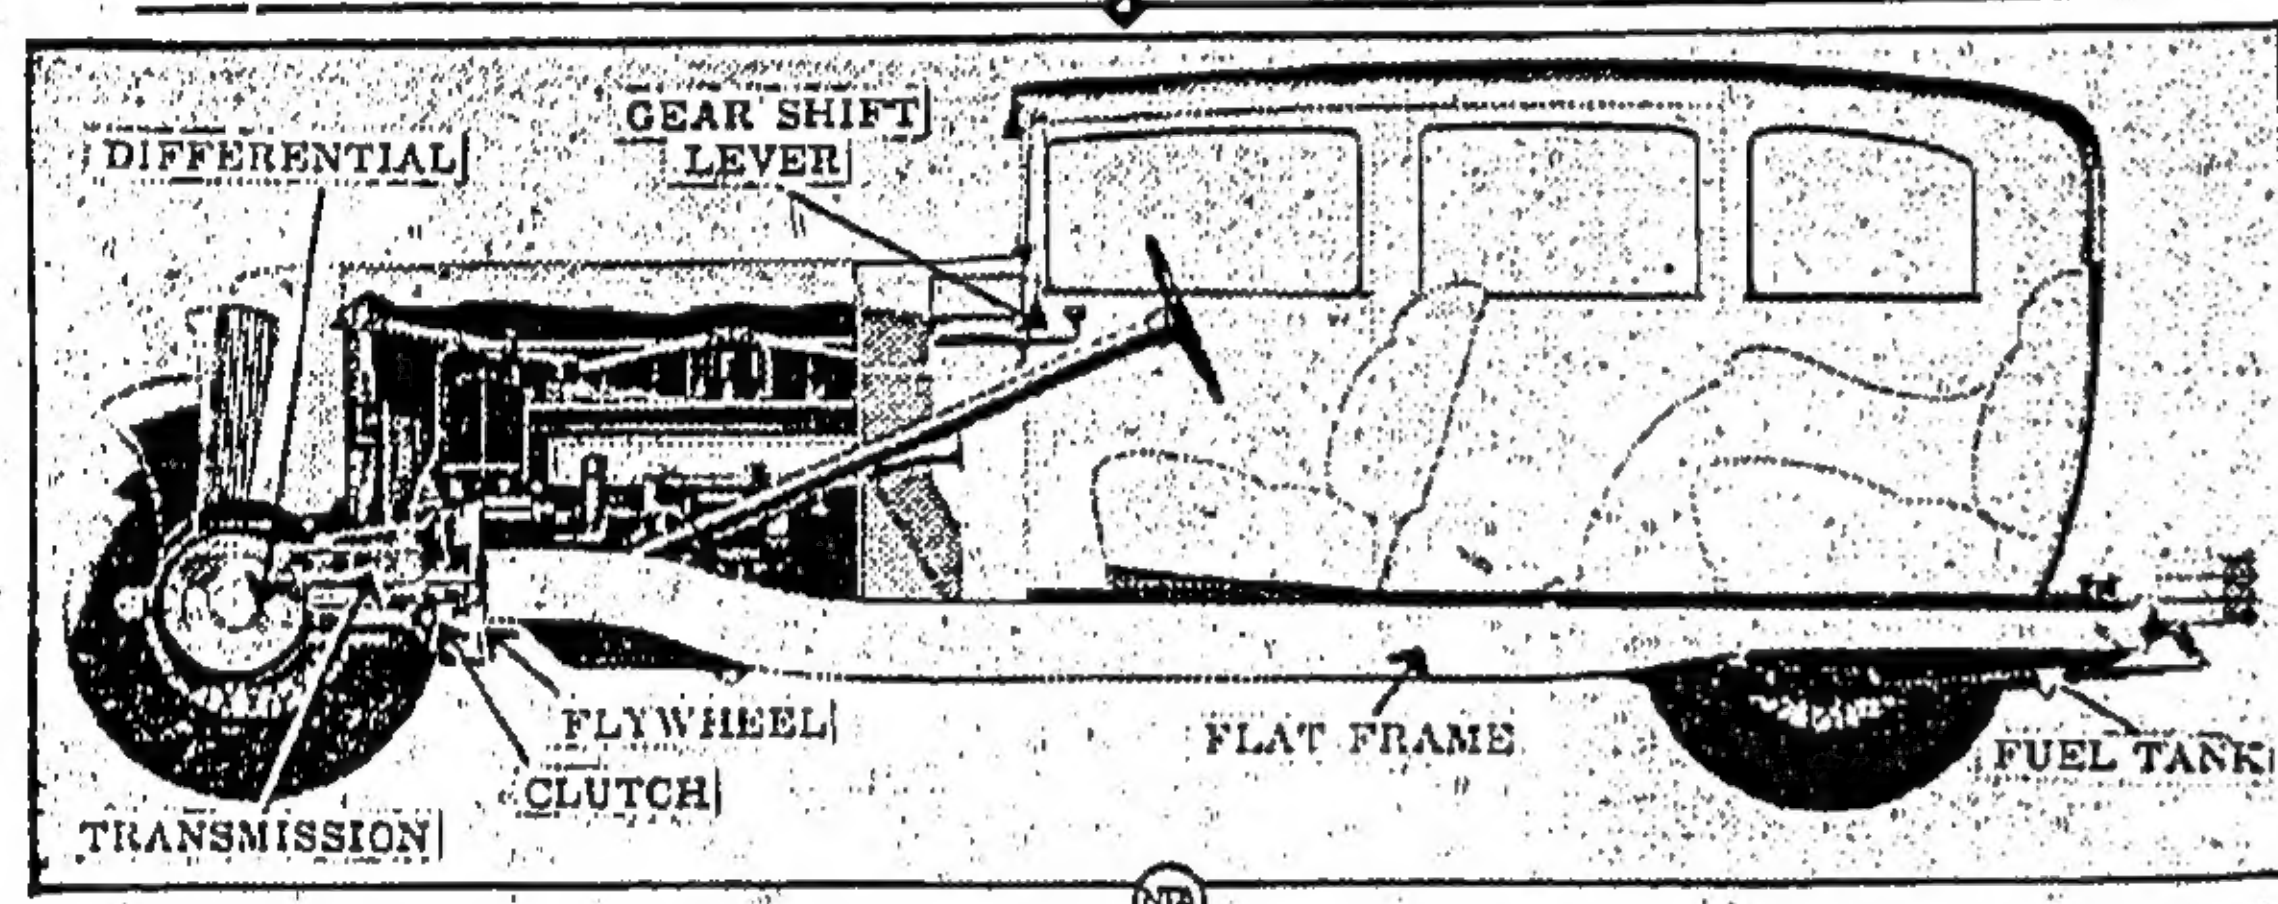 GEAR SHIFT
LEVER
DIFFERENTIAL
FLYWHEEL
FLAT FRAME
FUEL TANK
CLUTCH
TRANSMISSION